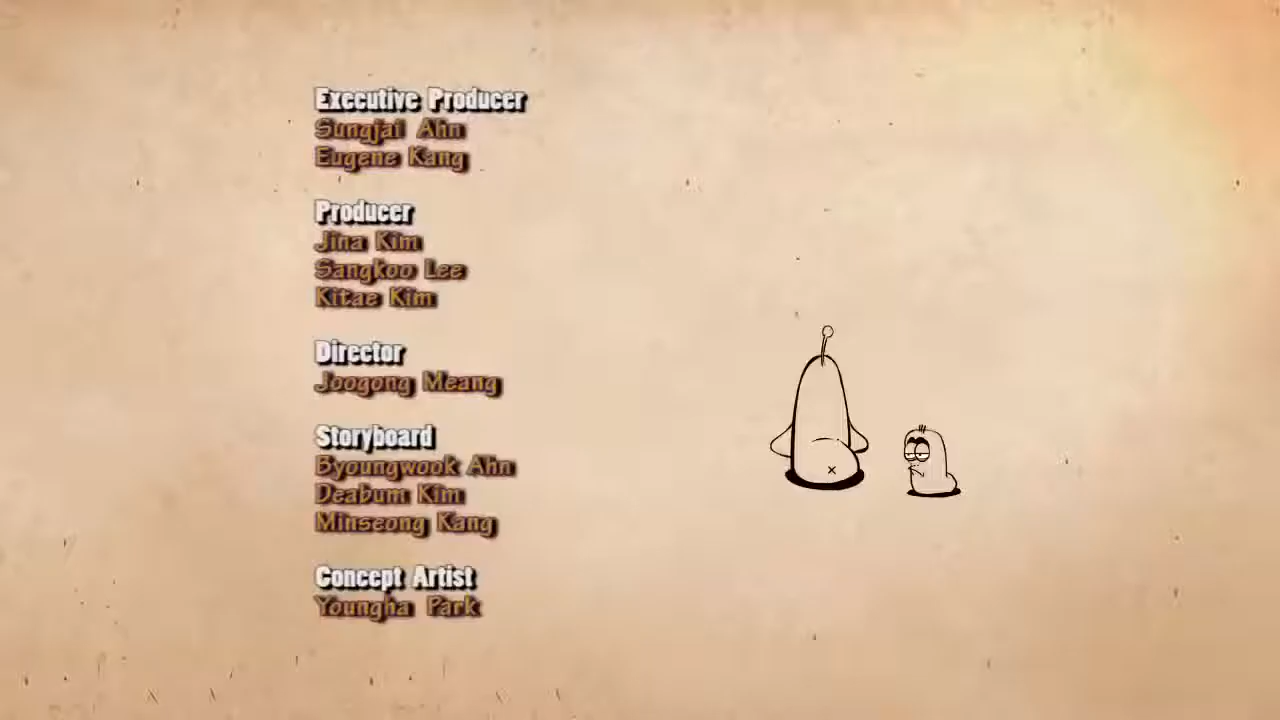 Executive Producer
Sungjai Ahn
Eugene Kang
Producer
Jina Kim
Sangkoo Lee
Kitae Kim
Director
Joogong Meang
Storyboard
Byoungwook Ahn
Deabum Kim
Minseong Kang
Concept Artist
Youngha Park